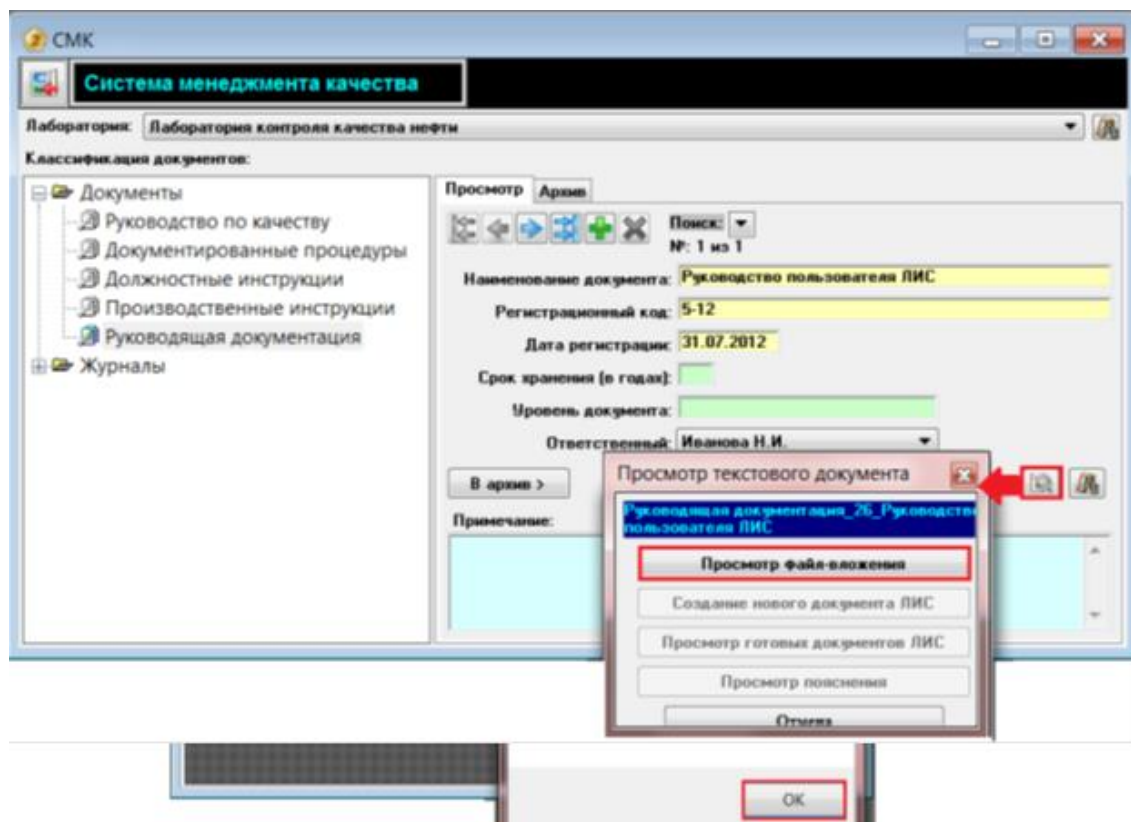 СМК
Система менеджмента качества
Лаборатория: Лаборатория контроля качества нефти
Классификация документов:
Документы
Руководство по качеству
Документированные процедуры
Должностные инструкции
Производственные инструкции
Руководящая документация
Журналы
Просмотр Архив
Поиск:
№: 1 из 1
Наименование документа: Руководство пользователя ЛИС
Регистрационный код: 5-12
Дата регистрации: 31.07.2012
Срок хранения (в годах):
Уровень документа:
Ответственный: Иванова Н.И.
В архив >
Примечание:
Просмотр текстового документа
Руководящая документация_26_Руководство
пользователя ЛИС
Просмотр файл-вложения
Создание нового документа ЛИС
Просмотр готовых документов ЛИС
Просмотр пояснения
Отмена
OK